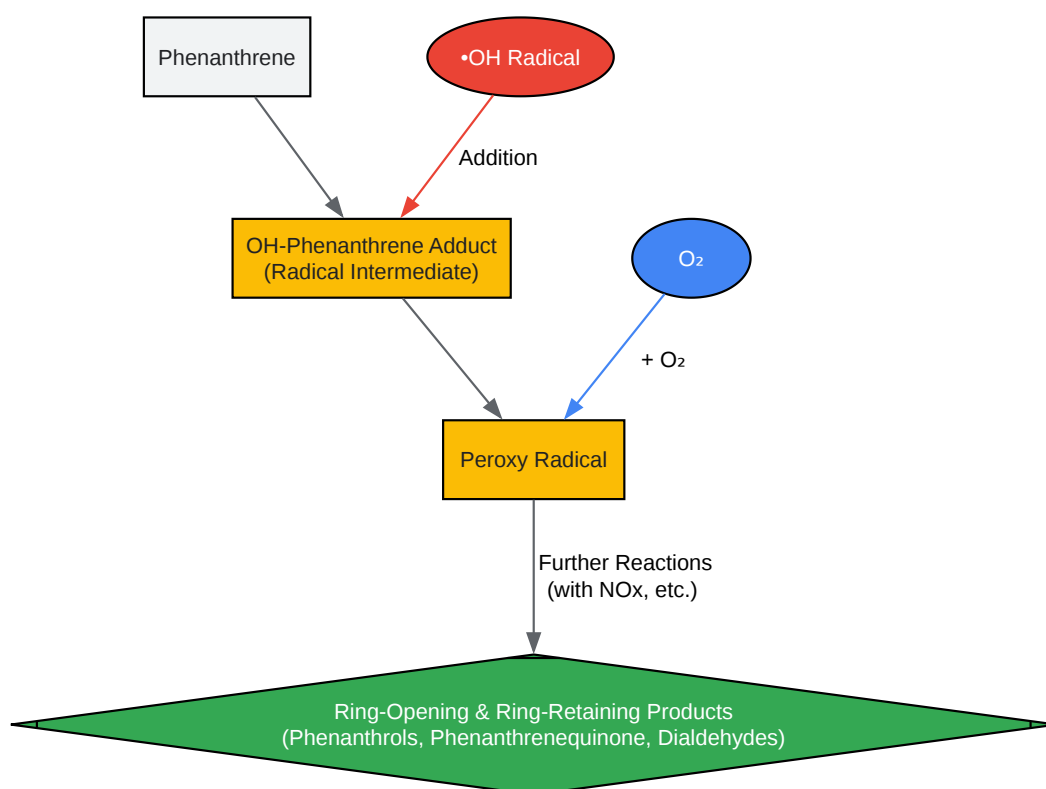 Phenanthrene
•OH Radical
Addition
OH-Phenanthrene Adduct
(Radical Intermediate)
O₂
+ O₂
Peroxy Radical
Further Reactions
(with NOx, etc.)
Ring-Opening & Ring-Retaining Products
(Phenanthrols, Phenanthrenequinone, Dialdehydes)